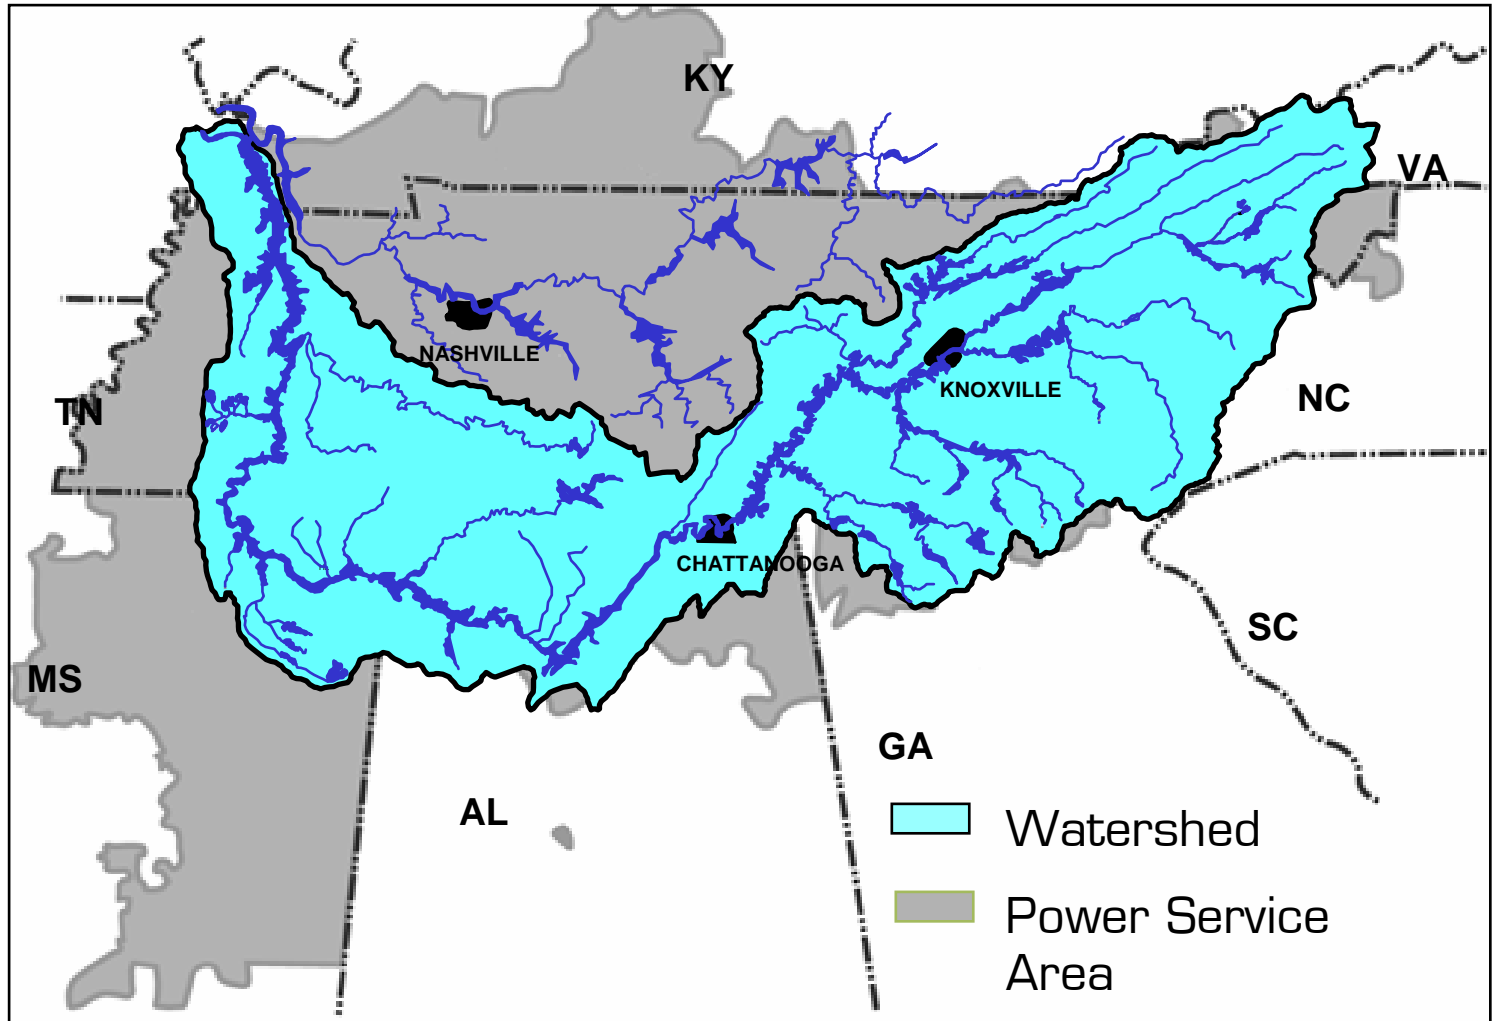 KY
VA
NASHVILLE
KNOXVILLE
TN
NC
CHATTANOOGA
SC
MS
GA
AL
Watershed
Power Service
Area